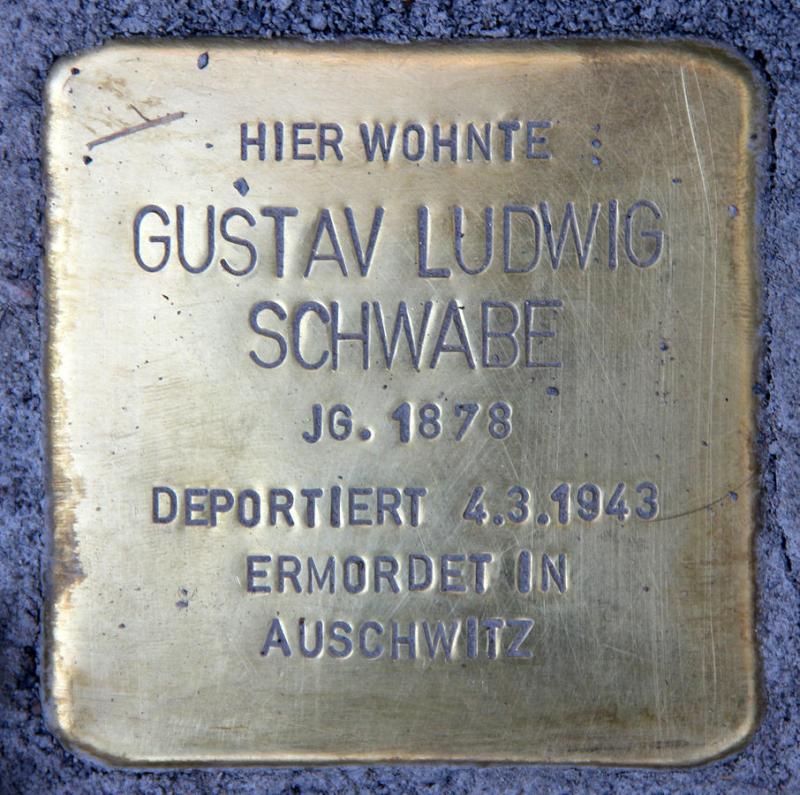 HIER WOHNTE
GUSTAV LUDWIG
SCHWABE
JG. 1878
DEPORTIERT 4.3.1943
ERMORDET IN
AUSCHWITZ